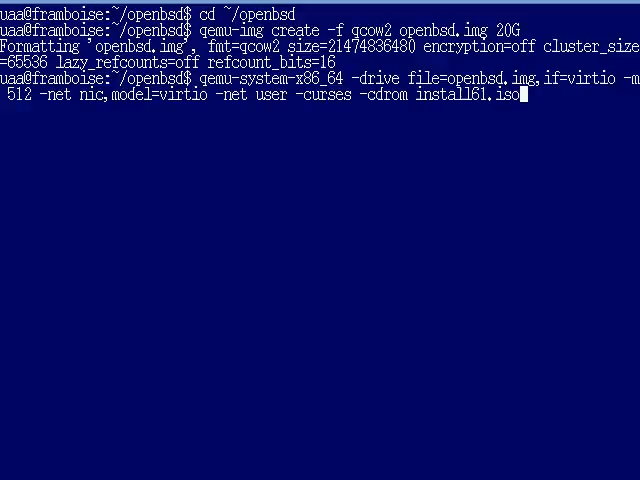 uaa@framboise:~/openbsd$ cd ~/openbsd
uaa@framboise:~/openbsd$ qemu-img create -f qcow2 openbsd.img 20G
Formatting 'openbsd.img', fmt=qcow2 size=21474836480 encryption=off cluster_size
=65536 lazy_refcounts=off refcount_bits=16
uaa@framboise:~/openbsd$ qemu-system-x86_64 -drive file=openbsd.img,if=virtio -m
 512 -net nic,model=virtio -net user -curses -cdrom install61.iso